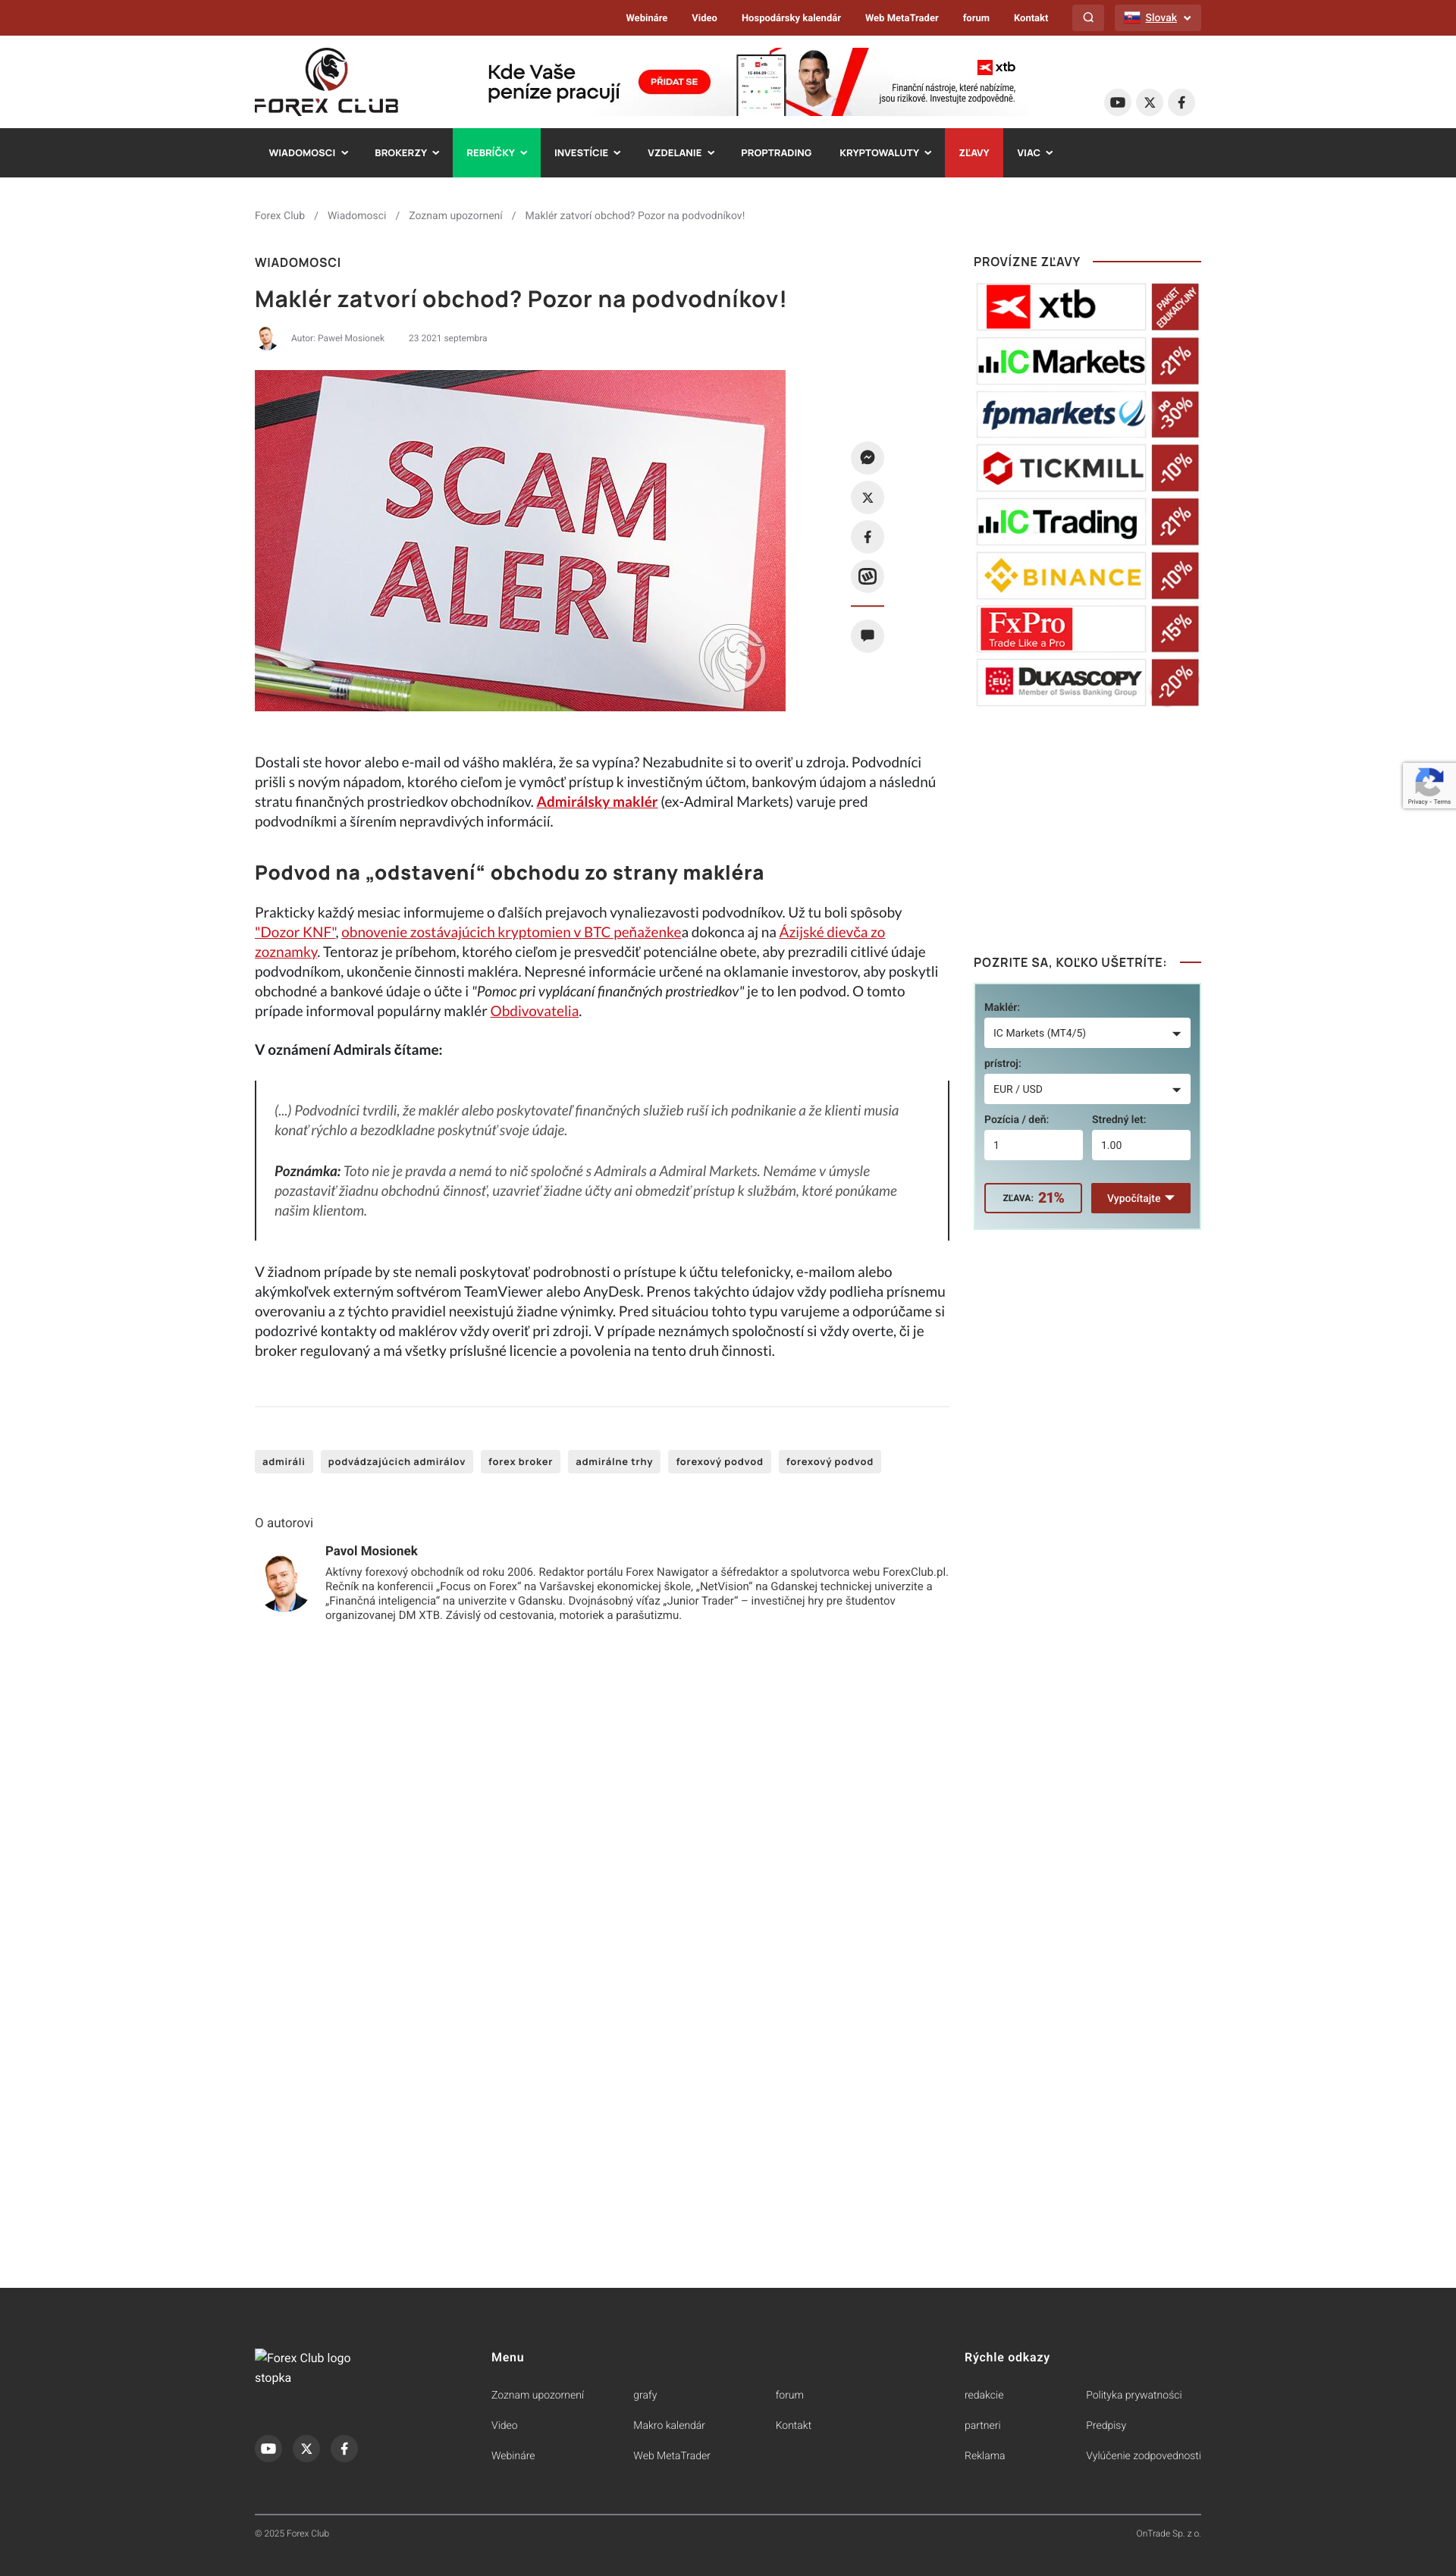 Webináre Video Hospodársky kalendár Web MetaTrader forum Kontakt Slovak
FOREX CLUB
Kde Vaše
peníze pracují
PŘIDAT SE
xtb
Finanční nástroje, které nabízíme,
jsou rizikové. Investujte zodpovědně.
WIADOMOSCI BROKERZY REBRÍČKY INVESTÍCIE VZDELANIE PROPTRADING KRYPTOWALUTY ZĽAVY VIAC
Forex Club / Wiadomosci / Zoznam upozornení / Maklér zatvorí obchod? Pozor na podvodníkov!
WIADOMOSCI
Maklér zatvorí obchod? Pozor na podvodníkov!
Autor: Paweł Mosionek 23 2021 septembra
SCAM
ALERT
Dostali ste hovor alebo e-mail od vášho makléra, že sa vypína? Nezabudnite si to overiť u zdroja. Podvodníci
prišli s novým nápadom, ktorého cieľom je vymôcť prístup k investičným účtom, bankovým údajom a následnú
stratu finančných prostriedkov obchodníkov. Admirálsky maklér (ex-Admiral Markets) varuje pred
podvodníkmi a šírením nepravdivých informácií.
Podvod na „odstavení“ obchodu zo strany makléra
Prakticky každý mesiac informujeme o ďalších prejavoch vynaliezavosti podvodníkov. Už tu boli spôsoby
"Dozor KNF", obnovenie zostávajúcich kryptomien v BTC peňaženkea dokonca aj na Ázijské dievča zo
zoznamky. Tentoraz je príbehom, ktorého cieľom je presvedčiť potenciálne obete, aby prezradili citlivé údaje
podvodníkom, ukončenie činnosti makléra. Nepresné informácie určené na oklamanie investorov, aby poskytli
obchodné a bankové údaje o účte i "Pomoc pri vyplácaní finančných prostriedkov" je to len podvod. O tomto
prípade informoval populárny maklér Obdivovatelia.
V oznámení Admirals čítame:
(...) Podvodníci tvrdili, že maklér alebo poskytovateľ finančných služieb ruší ich podnikanie a že klienti musia
konať rýchlo a bezodkladne poskytnúť svoje údaje.
Poznámka: Toto nie je pravda a nemá to nič spoločné s Admirals a Admiral Markets. Nemáme v úmysle
pozastaviť žiadnu obchodnú činnosť, uzavrieť žiadne účty ani obmedziť prístup k službám, ktoré ponúkame
našim klientom.
V žiadnom prípade by ste nemali poskytovať podrobnosti o prístupe k účtu telefonicky, e-mailom alebo
akýmkoľvek externým softvérom TeamViewer alebo AnyDesk. Prenos takýchto údajov vždy podlieha prísnemu
overovaniu a z týchto pravidiel neexistujú žiadne výnimky. Pred situáciou tohto typu varujeme a odporúčame si
podozrivé kontakty od maklérov vždy overiť pri zdroji. V prípade neznámych spoločností si vždy overte, či je
broker regulovaný a má všetky príslušné licencie a povolenia na tento druh činnosti.
admiráli podvádzajúcich admirálov forex broker admirálne trhy forexový podvod forexový podvod
O autorovi
Pavol Mosionek
Aktívny forexový obchodník od roku 2006. Redaktor portálu Forex Nawigator a šéfredaktor a spolutvorca webu ForexClub.pl.
Rečník na konferencii „Focus on Forex“ na Varšavskej ekonomickej škole, „NetVision“ na Gdanskej technickej univerzite a
„Finančná inteligencia“ na univerzite v Gdansku. Dvojnásobný víťaz „Junior Trader“ – investičnej hry pre študentov
organizovanej DM XTB. Závislý od cestovania, motoriek a parašutizmu.
PROVÍZNE ZĽAVY
xtb PAKIET EDUKACYJNY
IC Markets -21%
fpmarkets DO -30%
TICKMILL -10%
IC Trading -21%
BINANCE -10%
FxPro Trade Like a Pro -15%
EU DUKASCOPY Member of Swiss Banking Group -20%
Privacy - Terms
POZRITE SA, KOĽKO UŠETRÍTE:
Maklér:
IC Markets (MT4/5)
prístroj:
EUR / USD
Pozícia / deň: Stredný let:
1 1.00
ZĽAVA: 21% Vypočítajte
Forex Club logo
stopka
Menu
Zoznam upozornení grafy forum
Video Makro kalendár Kontakt
Webináre Web MetaTrader
Rýchle odkazy
redakcie Polityka prywatności
partneri Predpisy
Reklama Vylúčenie zodpovednosti
© 2025 Forex Club OnTrade Sp. z o.